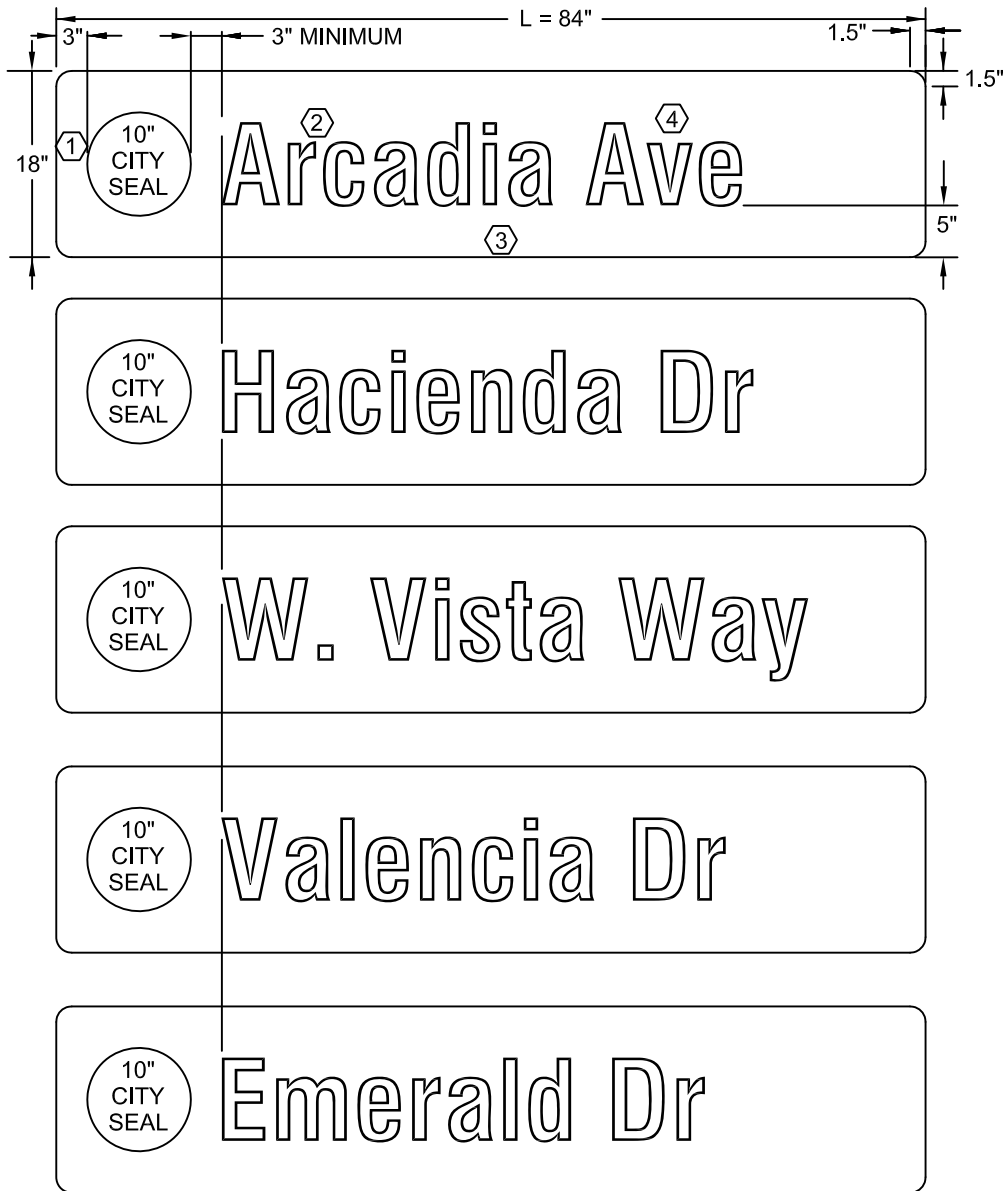 L = 84"
3" 3" MINIMUM 1.5"
1.5"
18"
1 10"
CITY
SEAL
2 4
Arcadia Ave
3
5"
10"
CITY
SEAL
Hacienda Dr
10"
CITY
SEAL
W. Vista Way
10"
CITY
SEAL
Valencia Dr
10"
CITY
SEAL
Emerald Dr